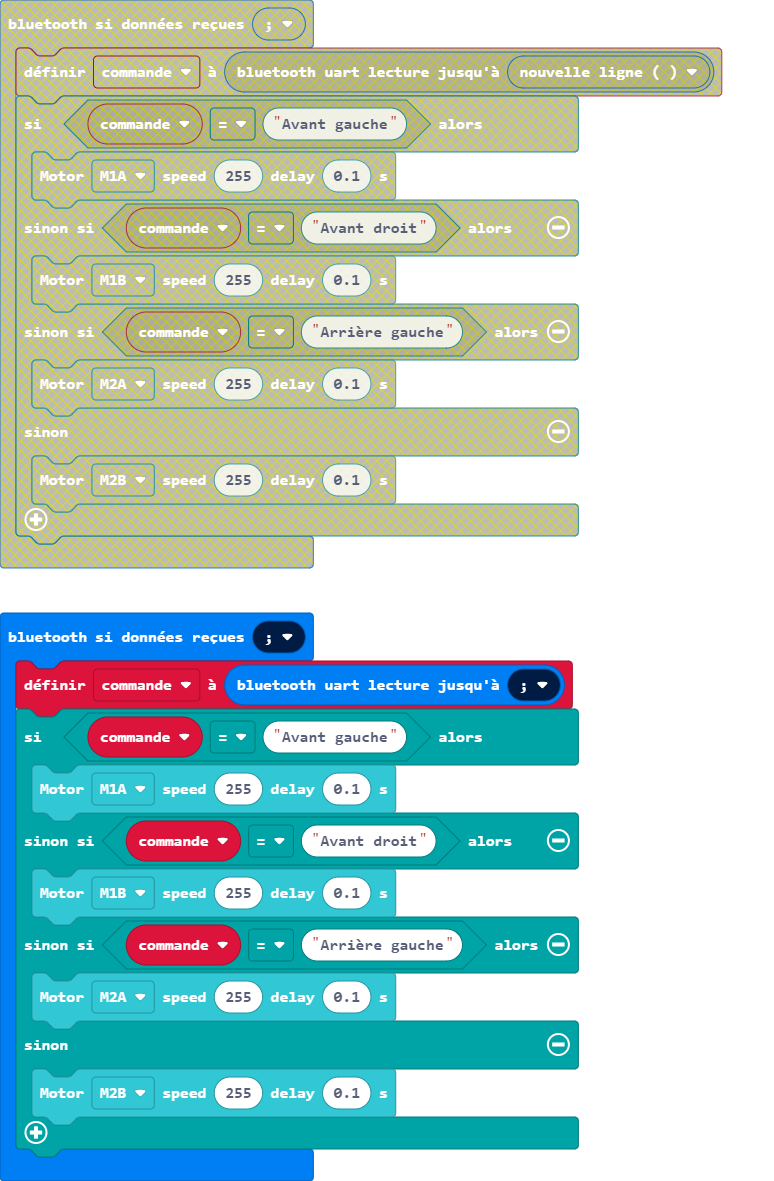 bluetooth si données reçues ;
définir commande à bluetooth uart lecture jusqu'à nouvelle ligne ( )
si commande = "Avant gauche" alors
Motor M1A speed 255 delay 0.1 s
sinon si commande = "Avant droit" alors
Motor M1B speed 255 delay 0.1 s
sinon si commande = "Arrière gauche" alors
Motor M2A speed 255 delay 0.1 s
sinon
Motor M2B speed 255 delay 0.1 s
bluetooth si données reçues ;
définir commande à bluetooth uart lecture jusqu'à ;
si commande = "Avant gauche" alors
Motor M1A speed 255 delay 0.1 s
sinon si commande = "Avant droit" alors
Motor M1B speed 255 delay 0.1 s
sinon si commande = "Arrière gauche" alors
Motor M2A speed 255 delay 0.1 s
sinon
Motor M2B speed 255 delay 0.1 s